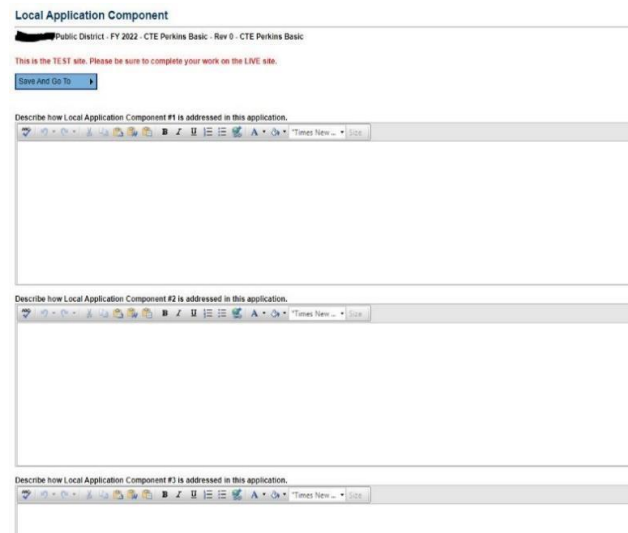 Local Application Component
Public District - FY 2022 - CTE Perkins Basic - Rev 0 - CTE Perkins Basic
This is the TEST site. Please be sure to complete your work on the LIVE site.
Save And Go To
Describe how Local Application Component #1 is addressed in this application.
B I U A "Times New ... Size
Describe how Local Application Component #2 is addressed in this application.
B I U A "Times New ... Size
Describe how Local Application Component #3 is addressed in this application.
B I U A "Times New ... Size